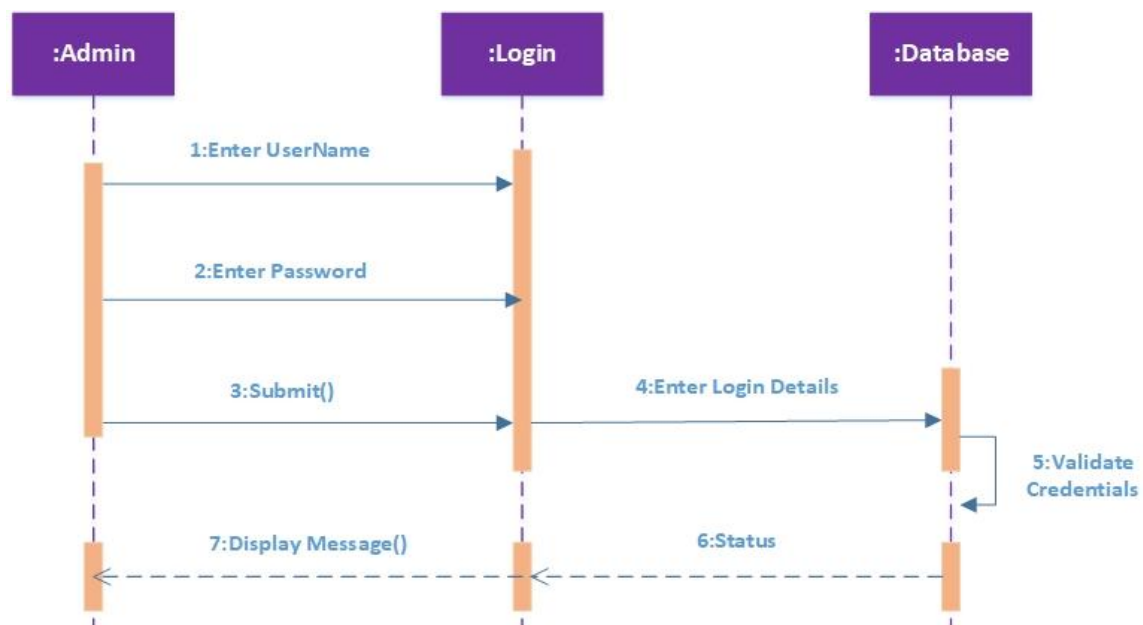 :Admin
:Login
:Database
1:Enter UserName
2:Enter Password
3:Submit()
4:Enter Login Details
5:Validate
Credentials
6:Status
7:Display Message()